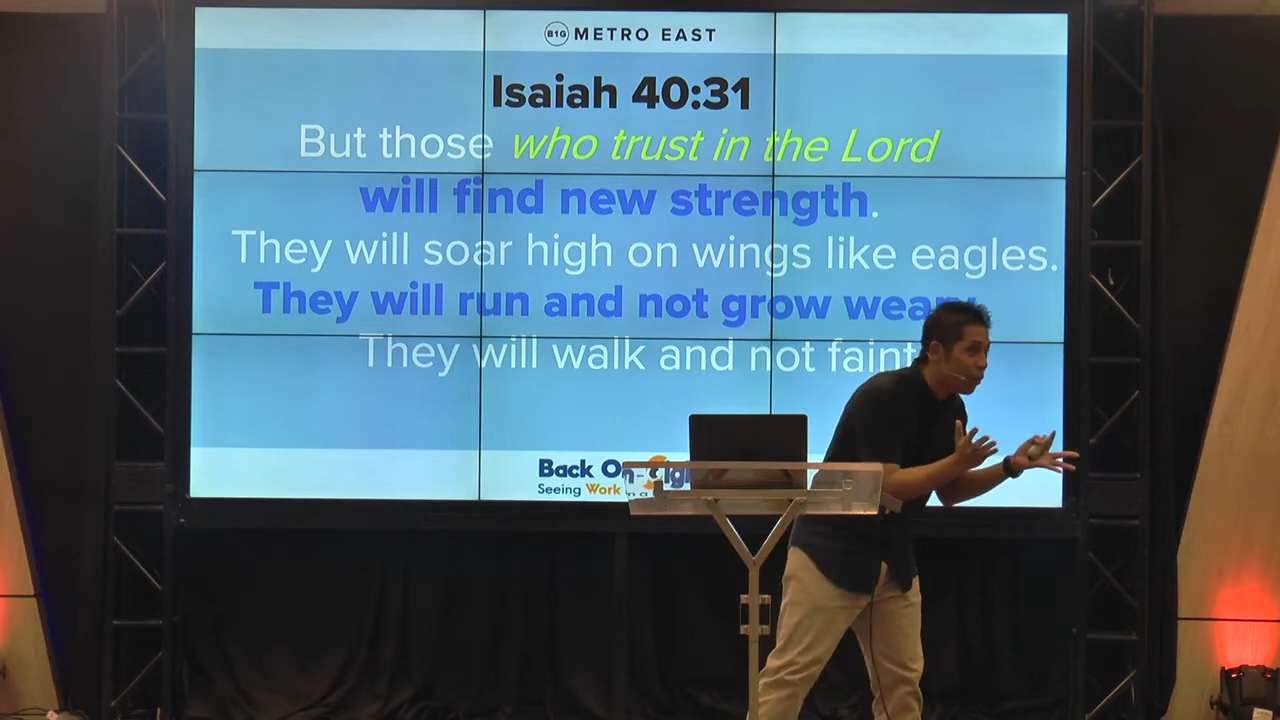 B1G METRO EAST
Isaiah 40:31
But those who trust in the Lord
will find new strength.
They will soar high on wings like eagles.
They will run and not grow weary.
They will walk and not faint
Back On-
Seeing Work